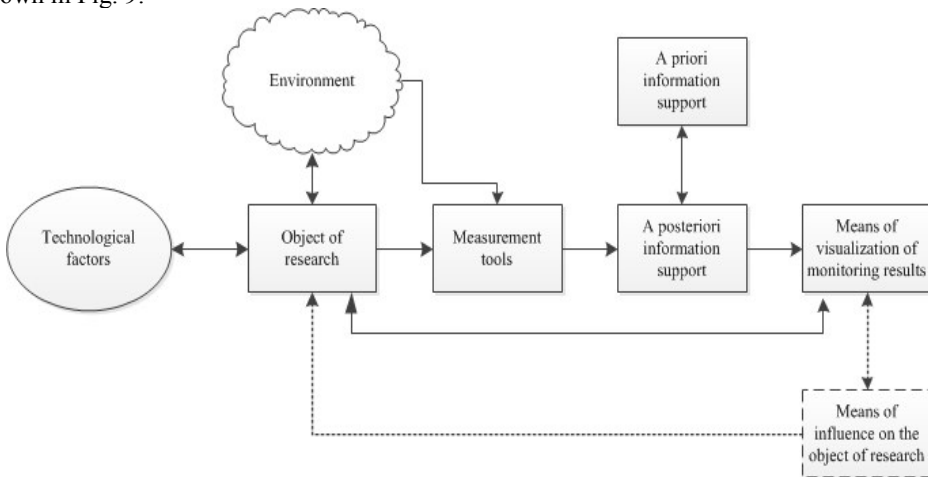 own in Fig. 9.
Environment
A priori
information
support
Technological
factors
Object of
research
Measurement
tools
A posteriori
information
support
Means of
visualization of
monitoring results
Means of
influence on the
object of research